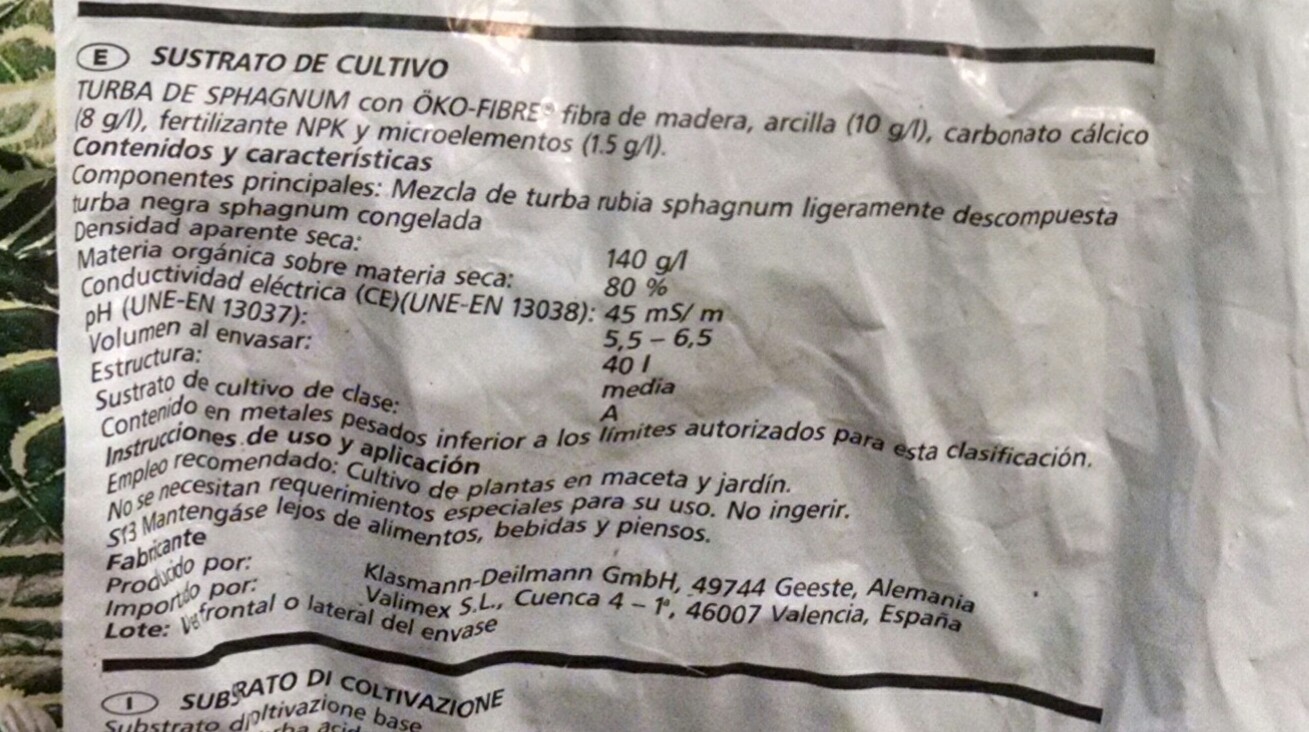 E SUSTRATO DE CULTIVO
TURBA DE SPHAGNUM con ÖKO-FIBRE® fibra de madera, arcilla (10 g/l), carbonato cálcico
(8 g/l), fertilizante NPK y microelementos (1.5 g/l).
Contenidos y características
Componentes principales: Mezcla de turba rubia sphagnum ligeramente descompuesta
turba negra sphagnum congelada
Densidad aparente seca: 140 g/l
Materia orgánica sobre materia seca: 80 %
Conductividad eléctrica (CE)(UNE-EN 13038): 45 mS/ m
pH (UNE-EN 13037): 5,5 – 6,5
Volumen al envasar: 40 l
Estructura: media
Sustrato de cultivo de clase: A
Contenido en metales pesados inferior a los límites autorizados para esta clasificación.
Instrucciones de uso y aplicación
Empleo recomendado: Cultivo de plantas en maceta y jardín.
No se necesitan requerimientos especiales para su uso. No ingerir.
S13 Mantengáse lejos de alimentos, bebidas y piensos.
Fabricante
Producido por: Klasmann-Deilmann GmbH, 49744 Geeste, Alemania
Importado por: Valimex S.L., Cuenca 4 – 1ª, 46007 Valencia, España
Lote: Ver frontal o lateral del envase
I SUBSRATO DI COLTIVAZIONE
Substrato di coltivazione base